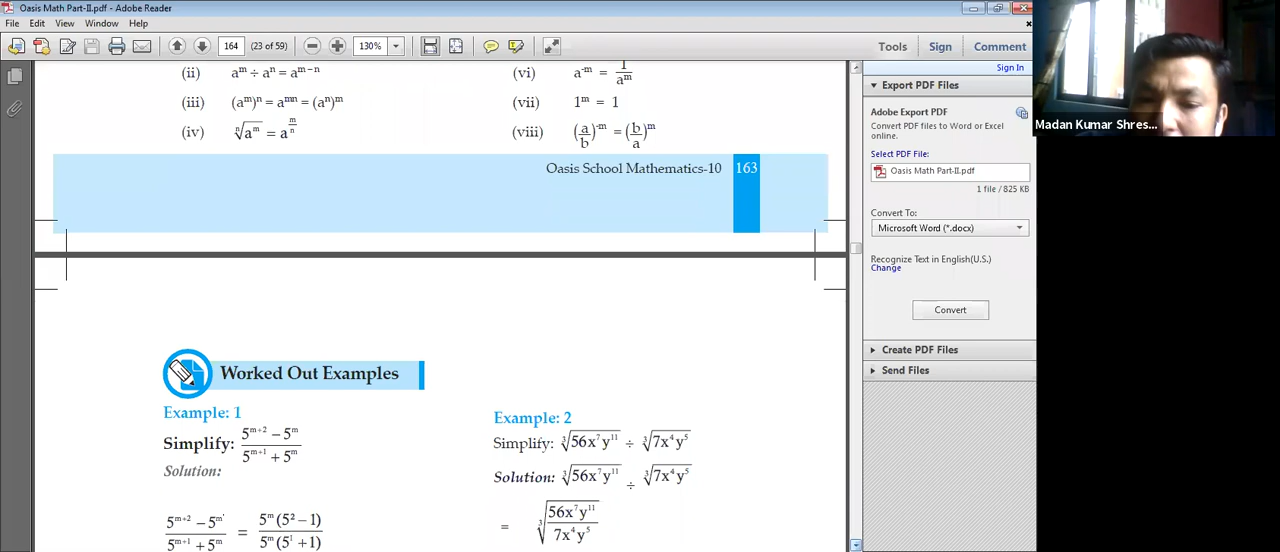 Oasis Math Part-II.pdf - Adobe Reader
File Edit View Window Help
164 (23 of 59) 130% Tools Sign Comment
(ii) aᵐ ÷ aⁿ = aᵐ⁻ⁿ
(iii) (aᵐ)ⁿ = aᵐⁿ = (aⁿ)ᵐ
(iv) ⁿ√aᵐ = a^(m/n)
(vi) a⁻ᵐ = 1/aᵐ
(vii) 1ᵐ = 1
(viii) (a/b)⁻ᵐ = (b/a)ᵐ
Oasis School Mathematics-10 163
Worked Out Examples
Example: 1
Simplify: (5ᵐ⁺² − 5ᵐ)/(5ᵐ⁺¹ + 5ᵐ)
Solution:
(5ᵐ⁺² − 5ᵐ)/(5ᵐ⁺¹ + 5ᵐ) = 5ᵐ(5² − 1)/5ᵐ(5¹ + 1)
Example: 2
Simplify: ³√56x⁷y¹¹ ÷ ³√7x⁴y⁵
Solution: ³√56x⁷y¹¹ ÷ ³√7x⁴y⁵
= ³√(56x⁷y¹¹/7x⁴y⁵)
Sign In
Export PDF Files
Adobe Export PDF
Convert PDF files to Word or Excel
online.
Select PDF File:
Oasis Math Part-II.pdf
1 file / 825 KB
Convert To:
Microsoft Word (*.docx)
Recognize Text in English(U.S.)
Change
Convert
Create PDF Files
Send Files
Madan Kumar Shres...